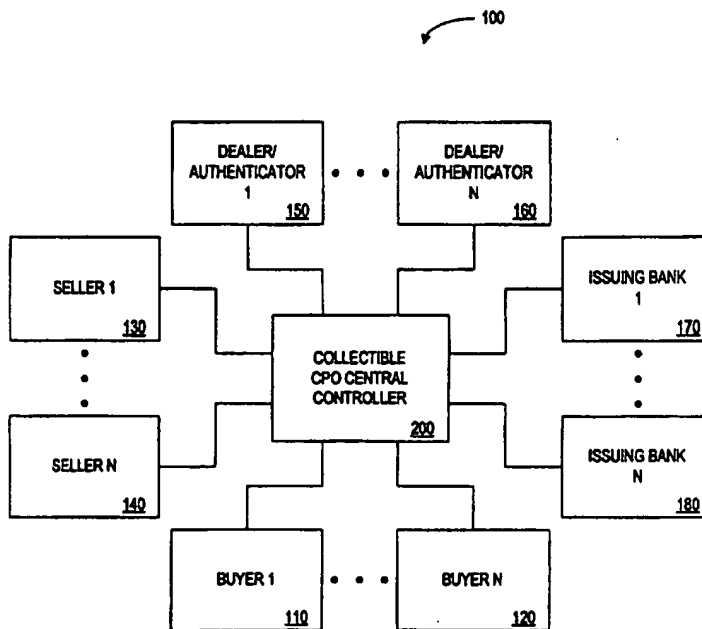 100
DEALER/
AUTHENTICATOR
1
150
DEALER/
AUTHENTICATOR
N
160
SELLER 1
130
ISSUING BANK
1
170
COLLECTIBLE
CPO CENTRAL
CONTROLLER
200
SELLER N
140
ISSUING BANK
N
180
BUYER 1
110
BUYER N
120